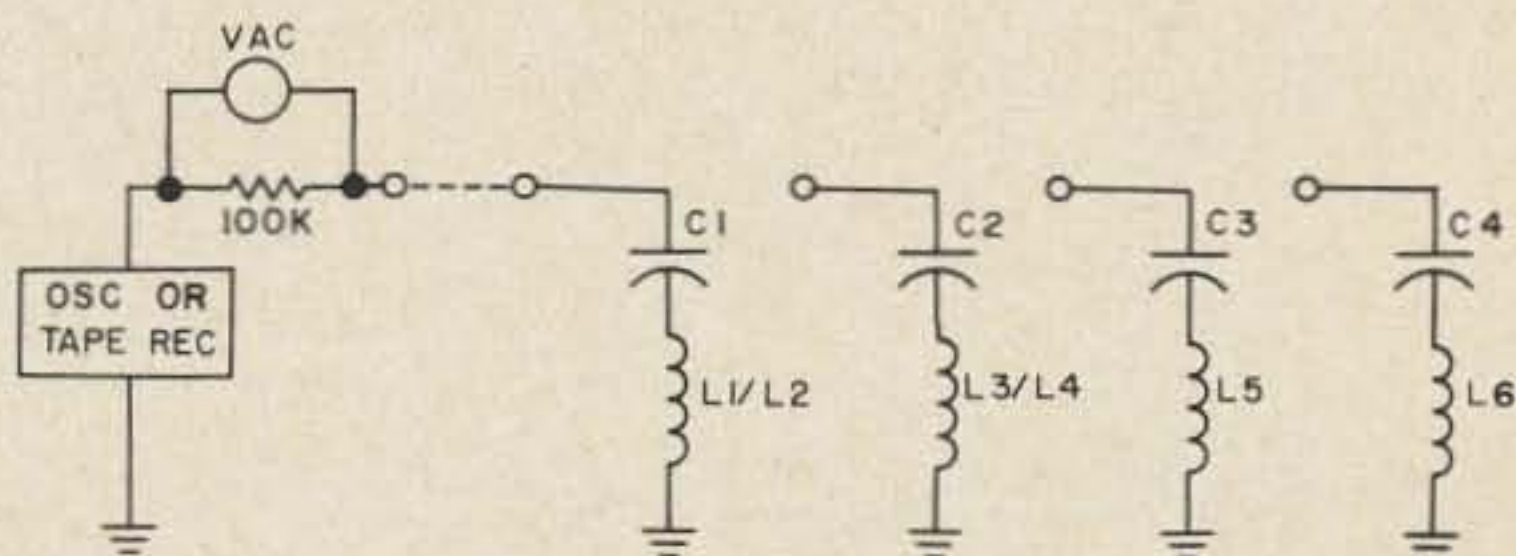 VAC
100K
OSC OR
TAPE REC
C1
L1/L2
C2
L3/L4
C3
L5
C4
L6